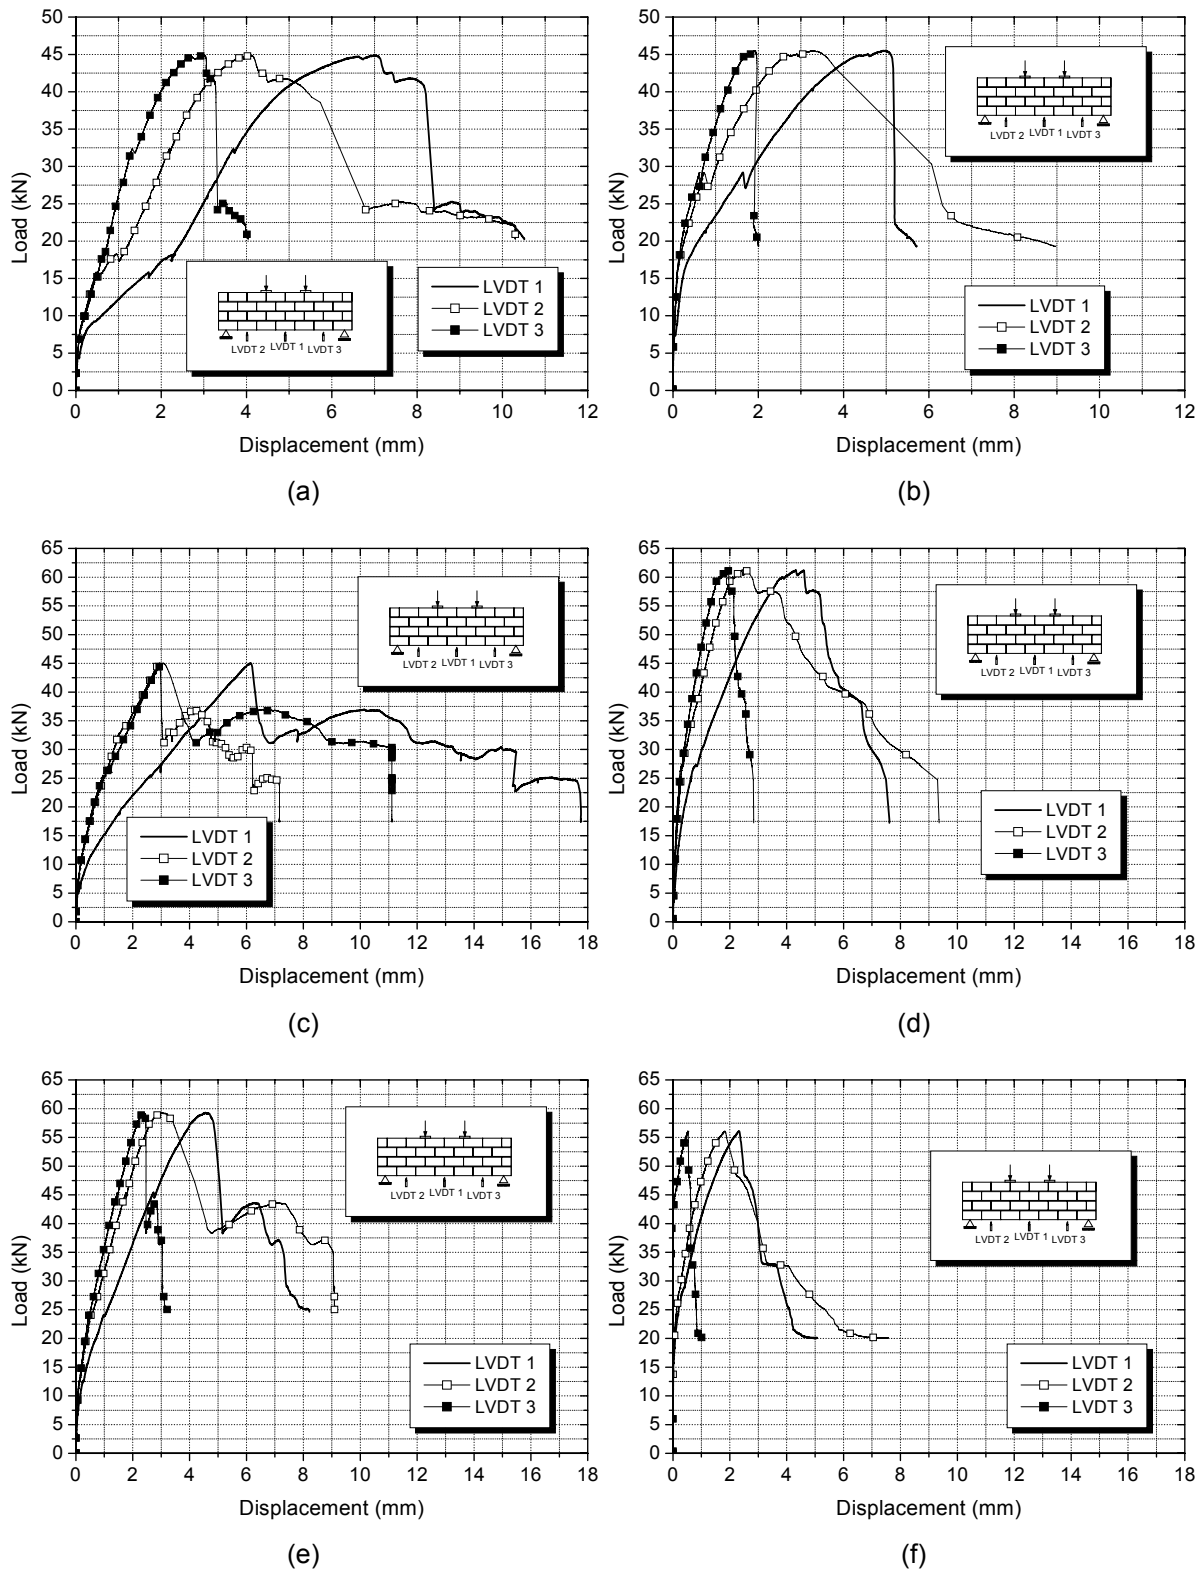 50
45
40
35
30
25
20
15
10
5
0
Load (kN)
LVDT 2 LVDT 1 LVDT 3
LVDT 1
LVDT 2
LVDT 3
0 2 4 6 8 10 12
Displacement (mm)
(a)
50
45
40
35
30
25
20
15
10
5
0
Load (kN)
LVDT 2 LVDT 1 LVDT 3
LVDT 1
LVDT 2
LVDT 3
0 2 4 6 8 10 12
Displacement (mm)
(b)
65
60
55
50
45
40
35
30
25
20
15
10
5
0
Load (kN)
LVDT 2 LVDT 1 LVDT 3
LVDT 1
LVDT 2
LVDT 3
0 2 4 6 8 10 12 14 16 18
Displacement (mm)
(c)
65
60
55
50
45
40
35
30
25
20
15
10
5
0
Load (kN)
LVDT 2 LVDT 1 LVDT 3
LVDT 1
LVDT 2
LVDT 3
0 2 4 6 8 10 12 14 16 18
Displacement (mm)
(d)
65
60
55
50
45
40
35
30
25
20
15
10
5
0
Load (kN)
LVDT 2 LVDT 1 LVDT 3
LVDT 1
LVDT 2
LVDT 3
0 2 4 6 8 10 12 14 16 18
Displacement (mm)
(e)
65
60
55
50
45
40
35
30
25
20
15
10
5
0
Load (kN)
LVDT 2 LVDT 1 LVDT 3
LVDT 1
LVDT 2
LVDT 3
0 2 4 6 8 10 12 14 16 18
Displacement (mm)
(f)